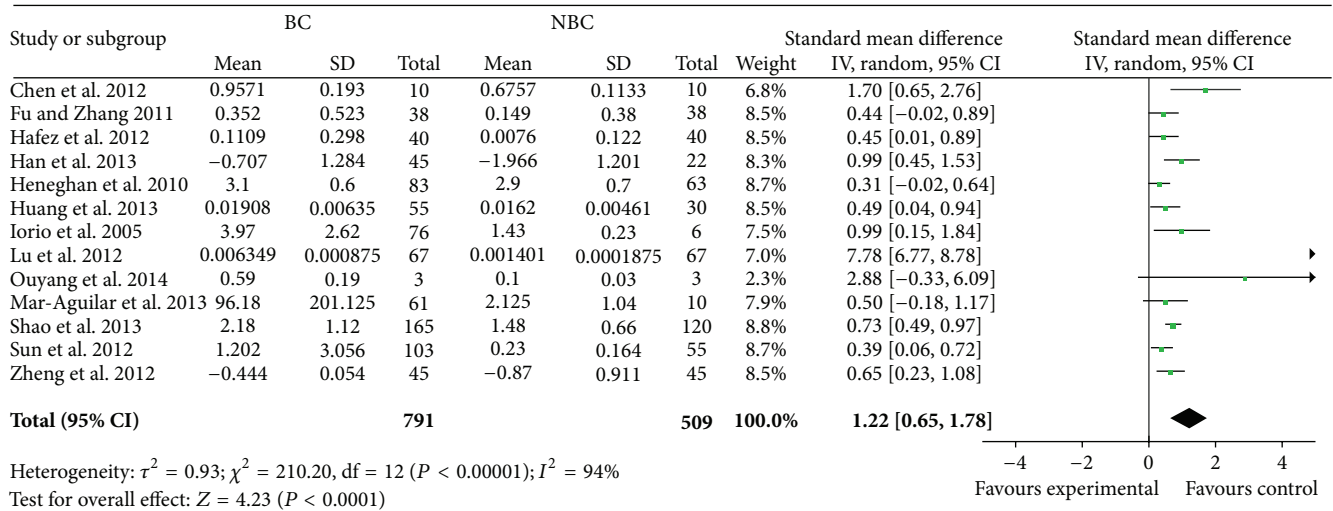 BC NBC
Study or subgroup Standard mean difference Standard mean difference
Mean SD Total Mean SD Total Weight IV, random, 95% CI IV, random, 95% CI
Chen et al. 2012 0.9571 0.193 10 0.6757 0.1133 10 6.8% 1.70 [0.65, 2.76]
Fu and Zhang 2011 0.352 0.523 38 0.149 0.38 38 8.5% 0.44 [−0.02, 0.89]
Hafez et al. 2012 0.1109 0.298 40 0.0076 0.122 40 8.5% 0.45 [0.01, 0.89]
Han et al. 2013 −0.707 1.284 45 −1.966 1.201 22 8.3% 0.99 [0.45, 1.53]
Heneghan et al. 2010 3.1 0.6 83 2.9 0.7 63 8.7% 0.31 [−0.02, 0.64]
Huang et al. 2013 0.01908 0.00635 55 0.0162 0.00461 30 8.5% 0.49 [0.04, 0.94]
Iorio et al. 2005 3.97 2.62 76 1.43 0.23 6 7.5% 0.99 [0.15, 1.84]
Lu et al. 2012 0.006349 0.000875 67 0.001401 0.0001875 67 7.0% 7.78 [6.77, 8.78]
Ouyang et al. 2014 0.59 0.19 3 0.1 0.03 3 2.3% 2.88 [−0.33, 6.09]
Mar-Aguilar et al. 2013 96.18 201.125 61 2.125 1.04 10 7.9% 0.50 [−0.18, 1.17]
Shao et al. 2013 2.18 1.12 165 1.48 0.66 120 8.8% 0.73 [0.49, 0.97]
Sun et al. 2012 1.202 3.056 103 0.23 0.164 55 8.7% 0.39 [0.06, 0.72]
Zheng et al. 2012 −0.444 0.054 45 −0.87 0.911 45 8.5% 0.65 [0.23, 1.08]
Total (95% CI) 791 509 100.0% 1.22 [0.65, 1.78]
−4 −2 0 2 4
Heterogeneity: τ² = 0.93; χ² = 210.20, df = 12 (P < 0.00001); I² = 94%
Favours experimental Favours control
Test for overall effect: Z = 4.23 (P < 0.0001)